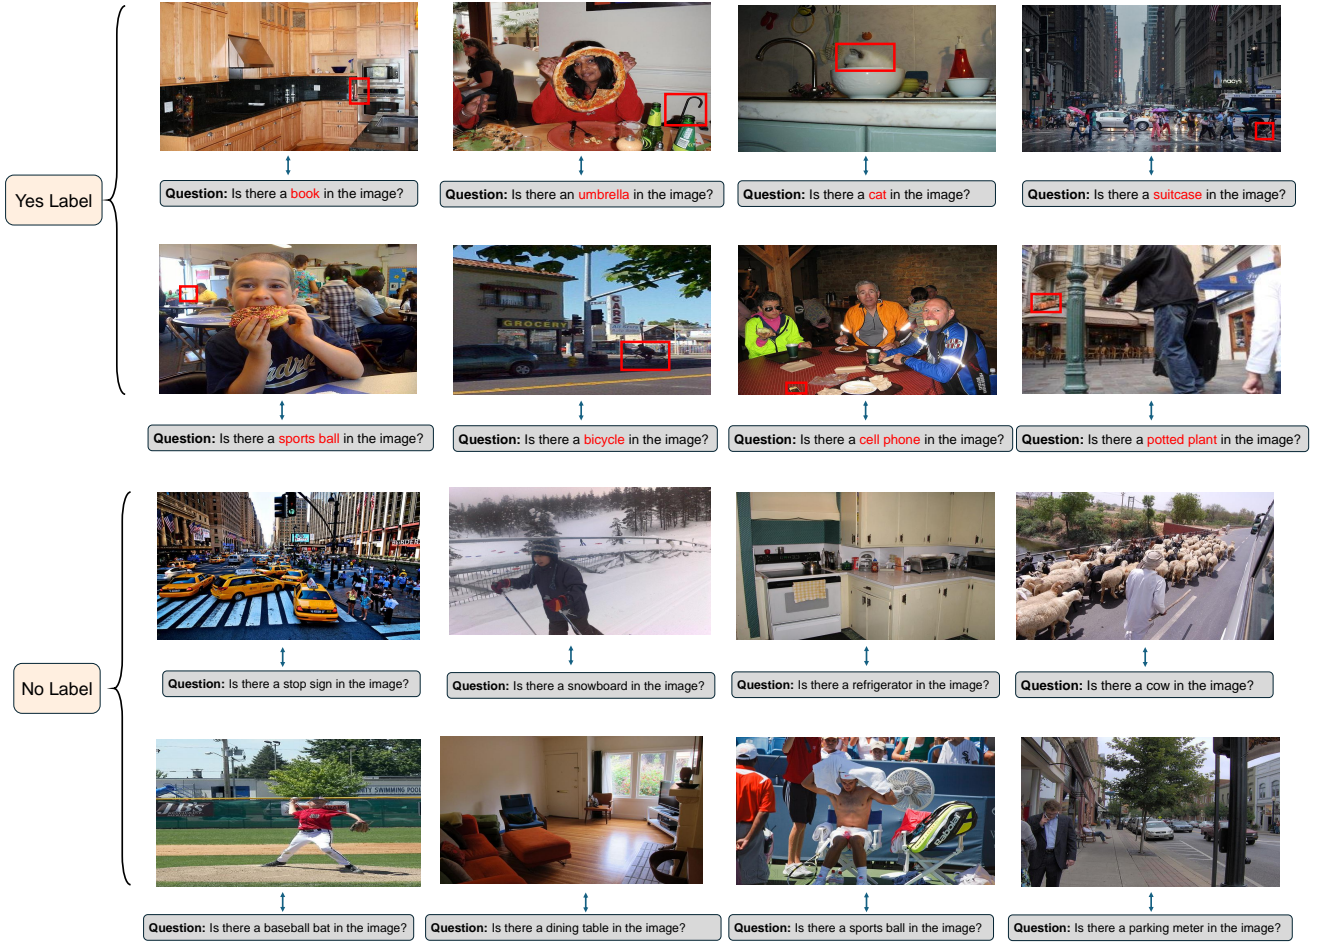 Yes Label
Question: Is there a book in the image?
Question: Is there an umbrella in the image?
Question: Is there a cat in the image?
Question: Is there a suitcase in the image?
GROCERY
CARS
Question: Is there a sports ball in the image?
Question: Is there a bicycle in the image?
Question: Is there a cell phone in the image?
Question: Is there a potted plant in the image?
No Label
Question: Is there a stop sign in the image?
Question: Is there a snowboard in the image?
Question: Is there a refrigerator in the image?
Question: Is there a cow in the image?
SWIMMING POOL
Babolat
Question: Is there a baseball bat in the image?
Question: Is there a dining table in the image?
Question: Is there a sports ball in the image?
Question: Is there a parking meter in the image?